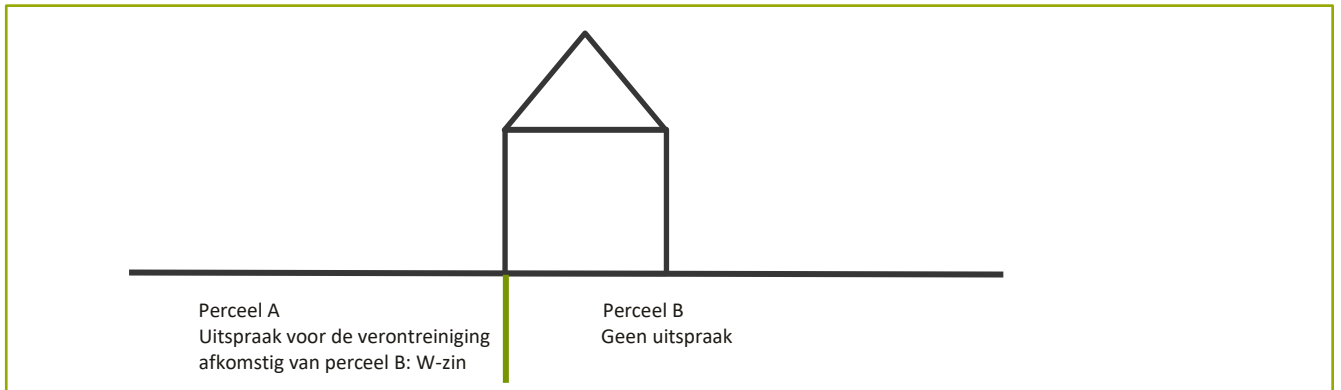 Perceel A
Uitspraak voor de verontreiniging
afkomstig van perceel B: W-zin
Perceel B
Geen uitspraak